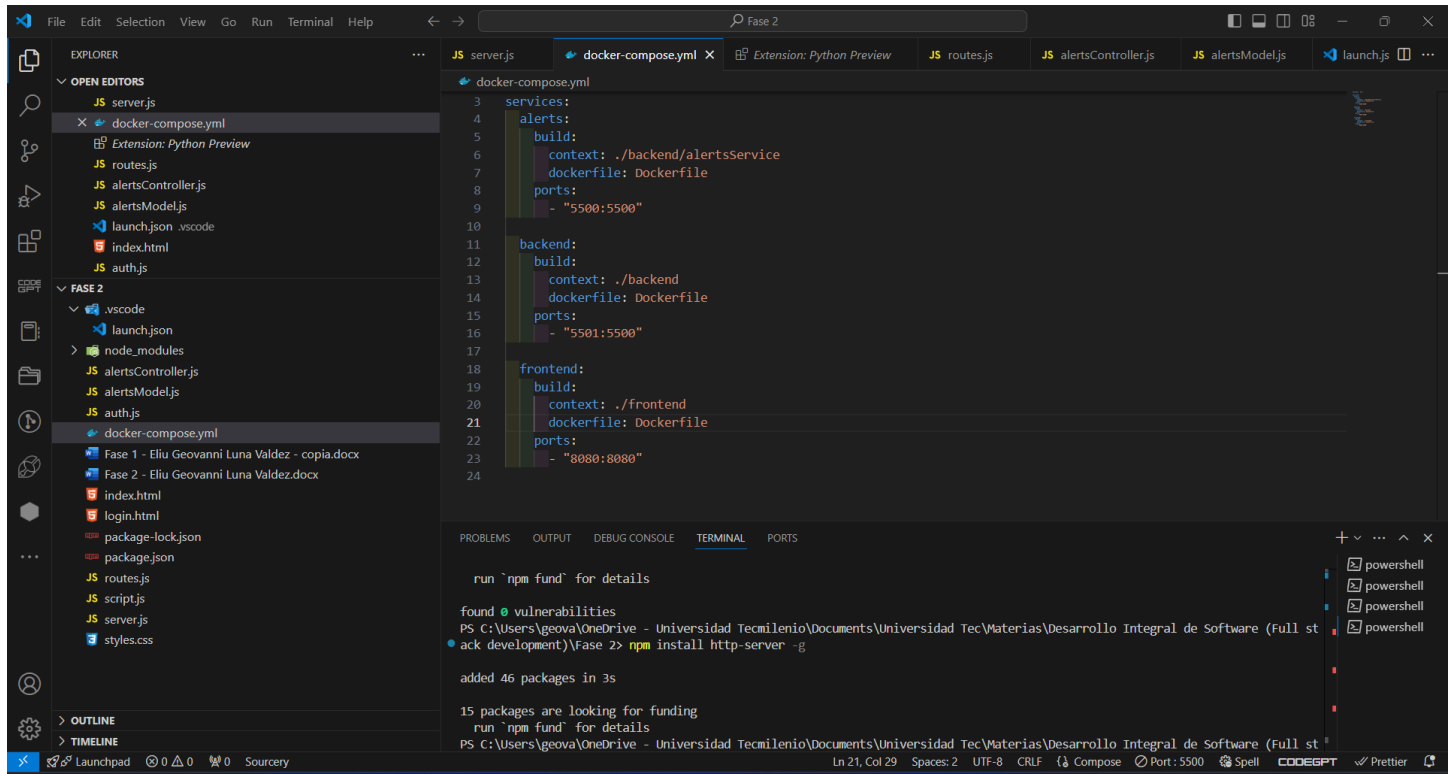 File Edit Selection View Go Run Terminal Help
Fase 2
EXPLORER
OPEN EDITORS
JS server.js
docker-compose.yml
Extension: Python Preview
JS routes.js
JS alertsController.js
JS alertsModel.js
launch.json .vscode
index.html
JS auth.js
CODE
GPT
FASE 2
.vscode
launch.json
node_modules
JS alertsController.js
JS alertsModel.js
JS auth.js
docker-compose.yml
Fase 1 - Eliu Geovanni Luna Valdez - copia.docx
Fase 2 - Eliu Geovanni Luna Valdez.docx
index.html
login.html
package-lock.json
package.json
JS routes.js
JS script.js
JS server.js
styles.css
OUTLINE
TIMELINE
JS server.js docker-compose.yml Extension: Python Preview JS routes.js JS alertsController.js JS alertsModel.js launch.js
docker-compose.yml
3 services:
4 alerts:
5 build:
6 context: ./backend/alertsService
7 dockerfile: Dockerfile
8 ports:
9 - "5500:5500"
10
11 backend:
12 build:
13 context: ./backend
14 dockerfile: Dockerfile
15 ports:
16 - "5501:5500"
17
18 frontend:
19 build:
20 context: ./frontend
21 dockerfile: Dockerfile
22 ports:
23 - "8080:8080"
24
PROBLEMS OUTPUT DEBUG CONSOLE TERMINAL PORTS
run `npm fund` for details
found 0 vulnerabilities
PS C:\Users\geova\OneDrive - Universidad Tecmilenio\Documents\Universidad Tec\Materias\Desarrollo Integral de Software (Full st
ack development)\Fase 2> npm install http-server -g
added 46 packages in 3s
15 packages are looking for funding
run `npm fund` for details
PS C:\Users\geova\OneDrive - Universidad Tecmilenio\Documents\Universidad Tec\Materias\Desarrollo Integral de Software (Full st
powershell
powershell
powershell
powershell
Launchpad 0 0 0 Sourcery Ln 21, Col 29 Spaces: 2 UTF-8 CRLF Compose Port : 5500 Spell CODEGPT Prettier